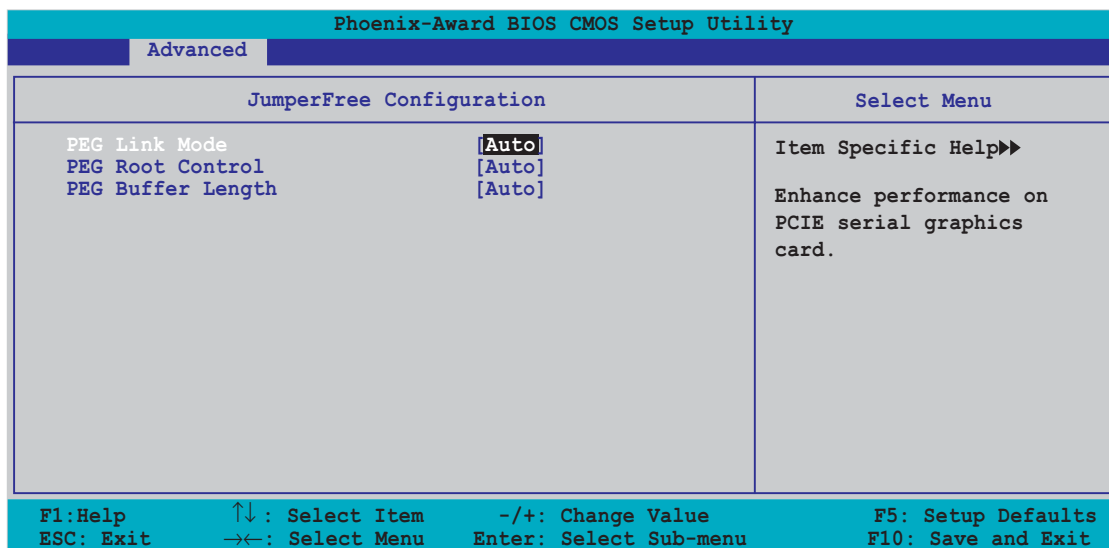 Phoenix-Award BIOS CMOS Setup Utility
Advanced
JumperFree Configuration
Select Menu
PEG Link Mode [Auto]
PEG Root Control [Auto]
PEG Buffer Length [Auto]
Item Specific Help▶▶
Enhance performance on
PCIE serial graphics
card.
F1:Help ↑↓: Select Item -/+: Change Value F5: Setup Defaults
ESC: Exit →←: Select Menu Enter: Select Sub-menu F10: Save and Exit